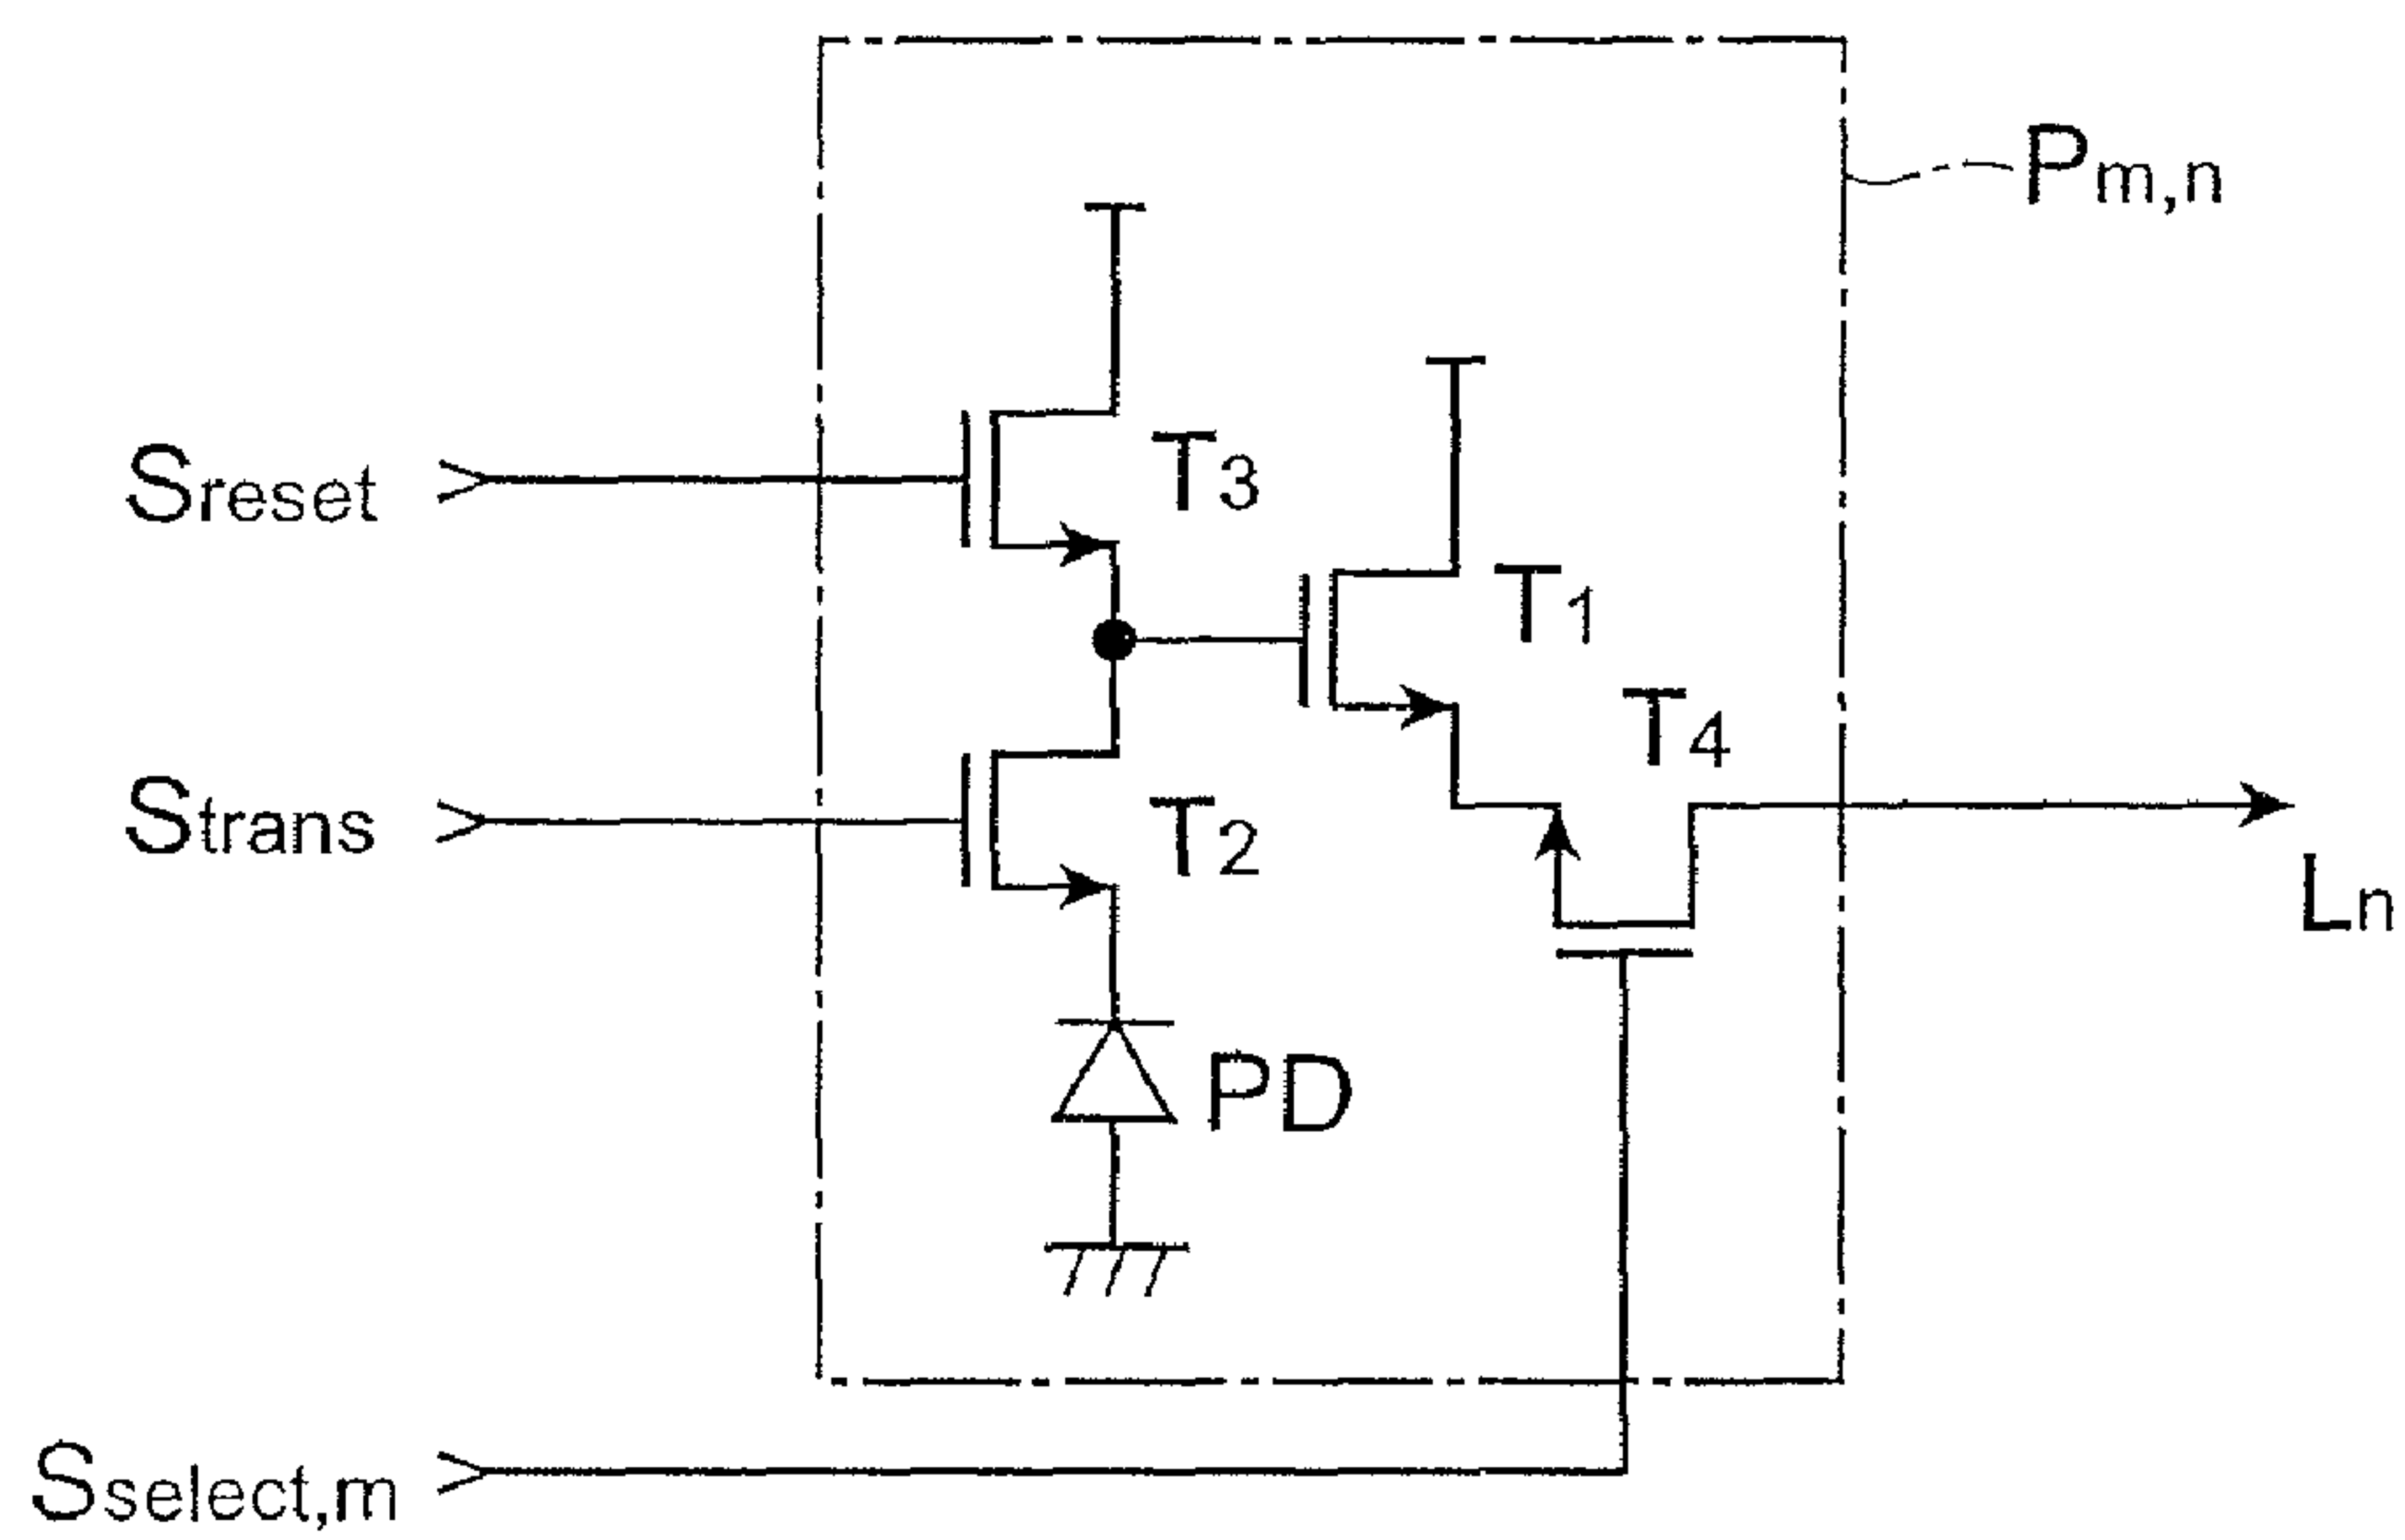 Pm,n
Sreset
T3
T1
T4
Strans
T2
Ln
PD
Sselect,m